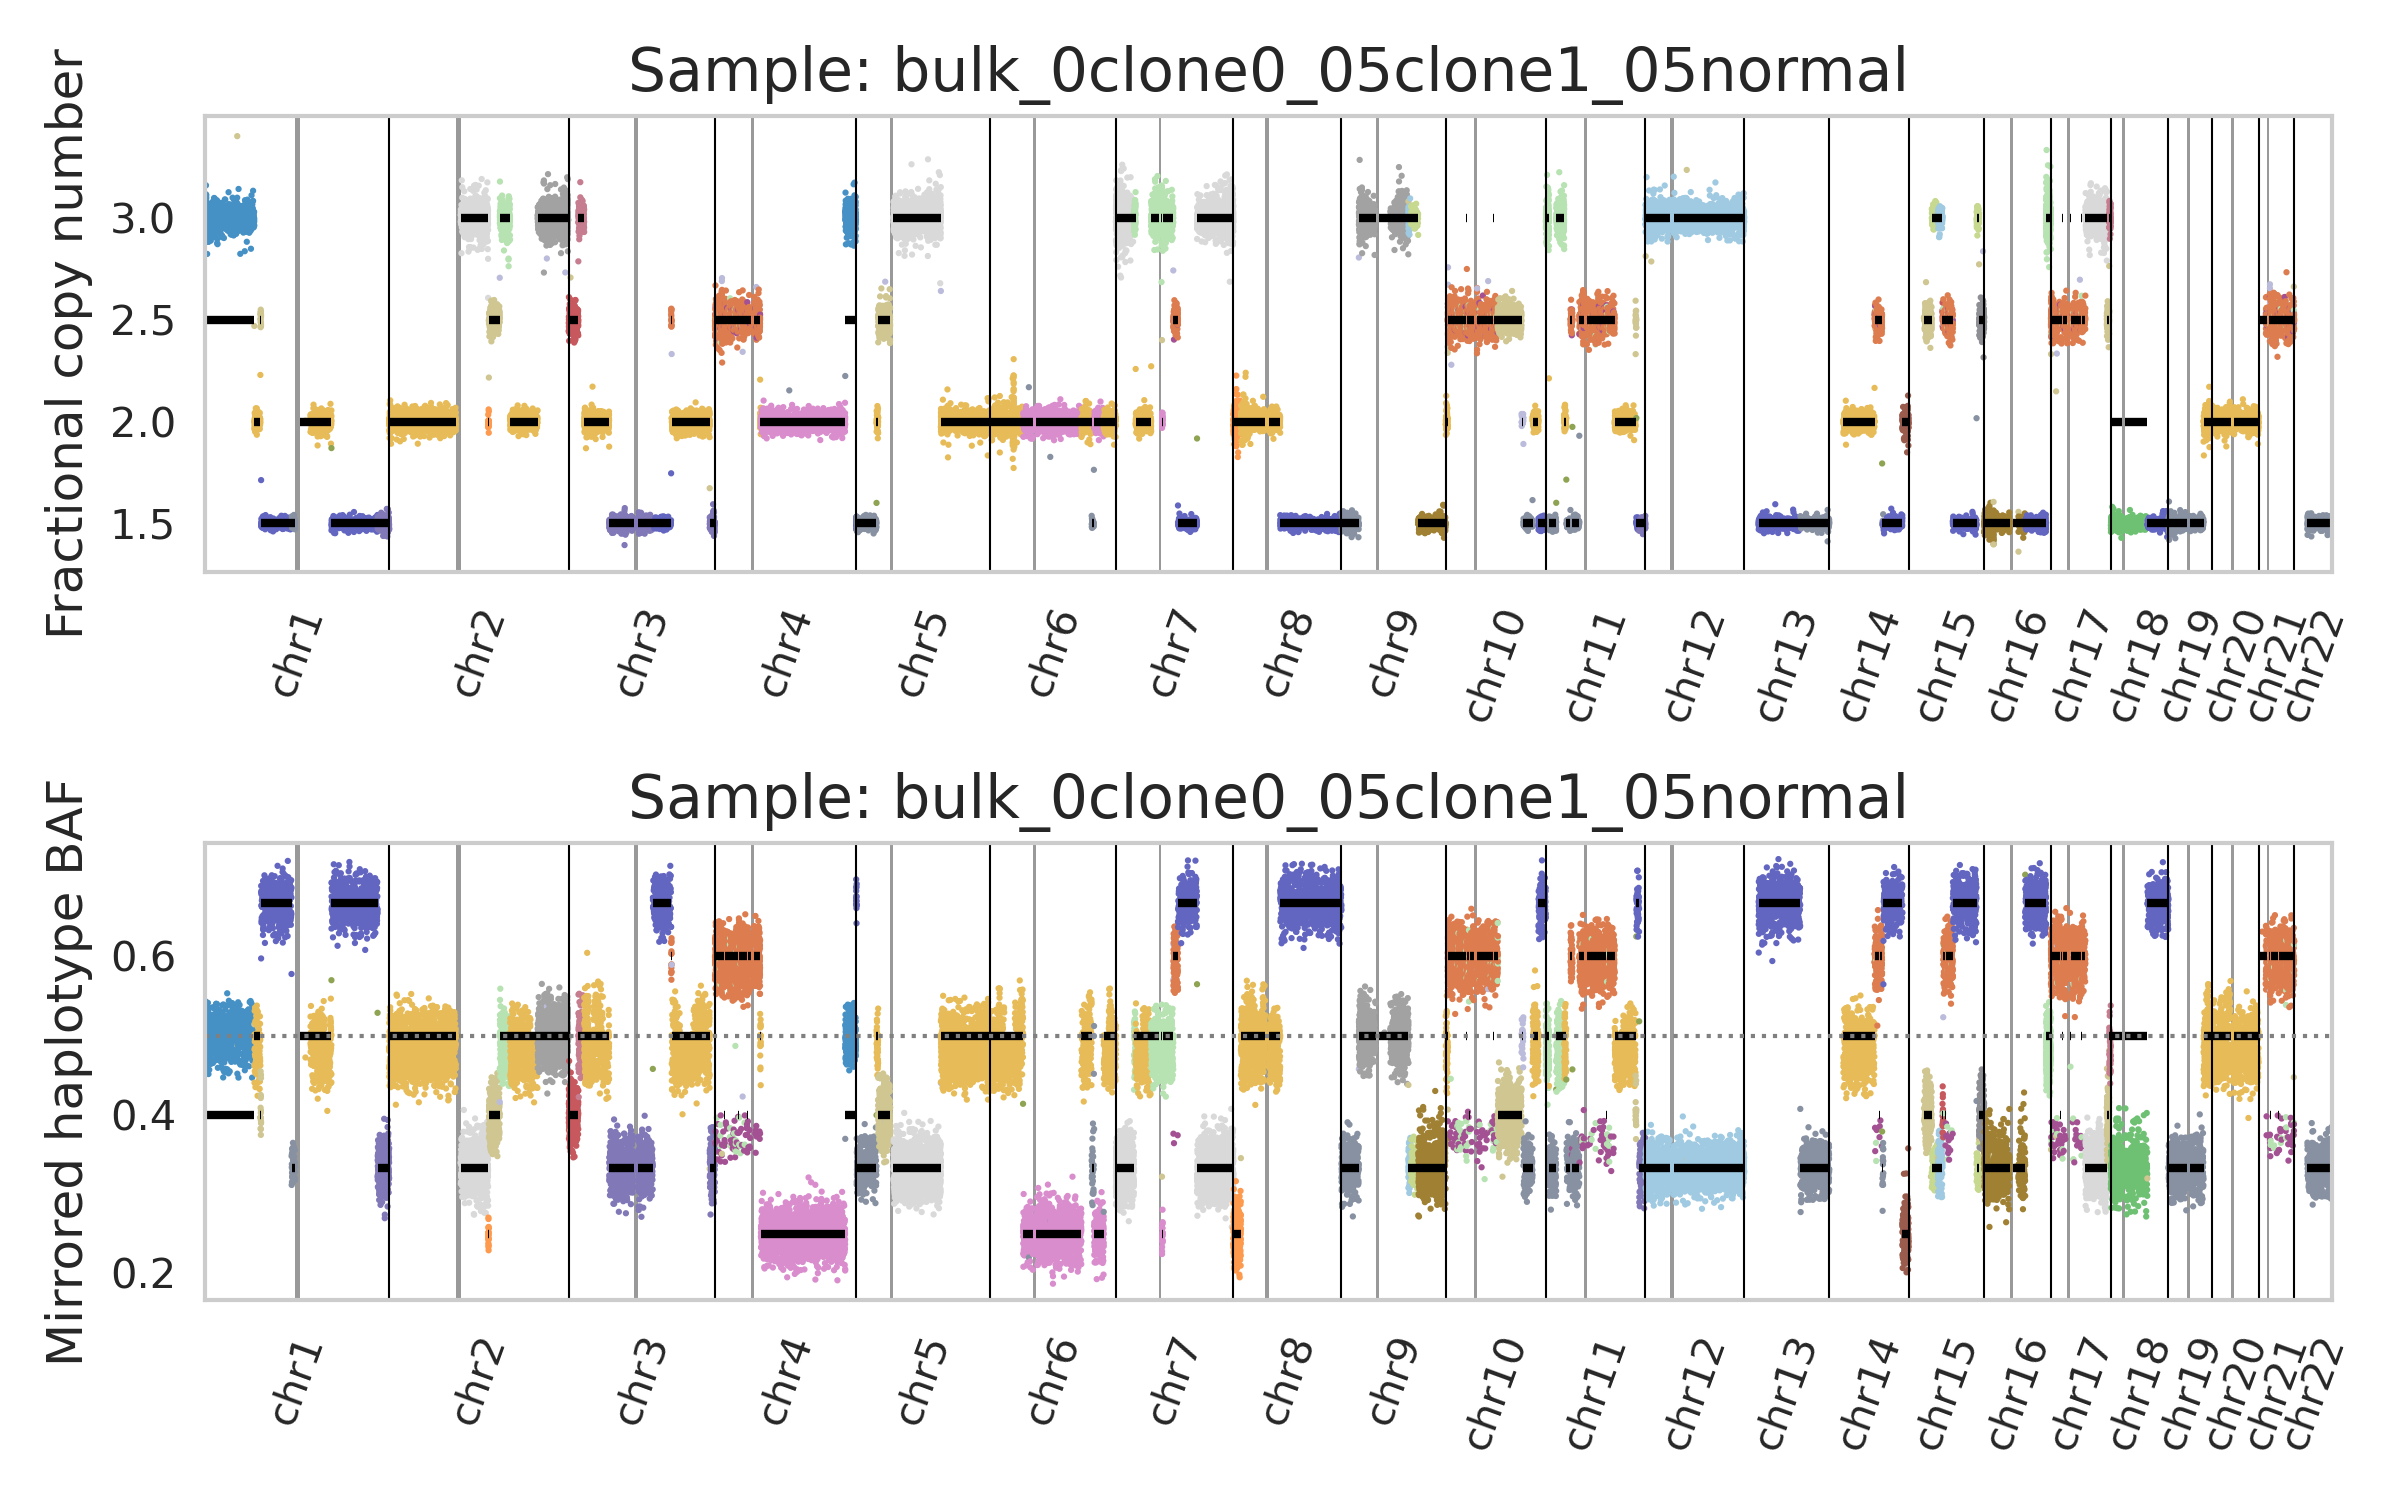 Sample: bulk_0clone0_05clone1_05normal
Fractional copy number
3.0
2.5
2.0
1.5
chr1 chr2 chr3 chr4 chr5 chr6 chr7 chr8 chr9 chr10 chr11 chr12 chr13 chr14 chr15 chr16 chr17 chr18 chr19 chr20 chr21 chr22
Sample: bulk_0clone0_05clone1_05normal
Mirrored haplotype BAF
0.6
0.4
0.2
chr1 chr2 chr3 chr4 chr5 chr6 chr7 chr8 chr9 chr10 chr11 chr12 chr13 chr14 chr15 chr16 chr17 chr18 chr19 chr20 chr21 chr22